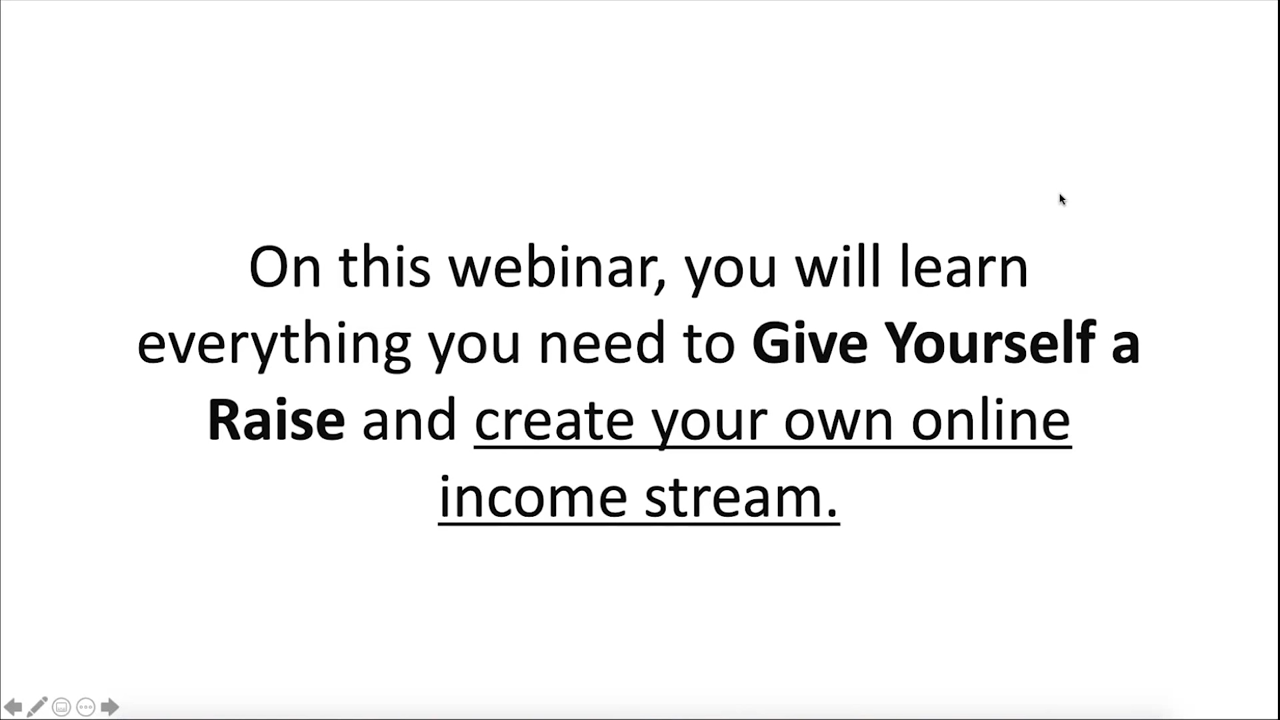 On this webinar, you will learn
everything you need to Give Yourself a
Raise and create your own online
income stream.